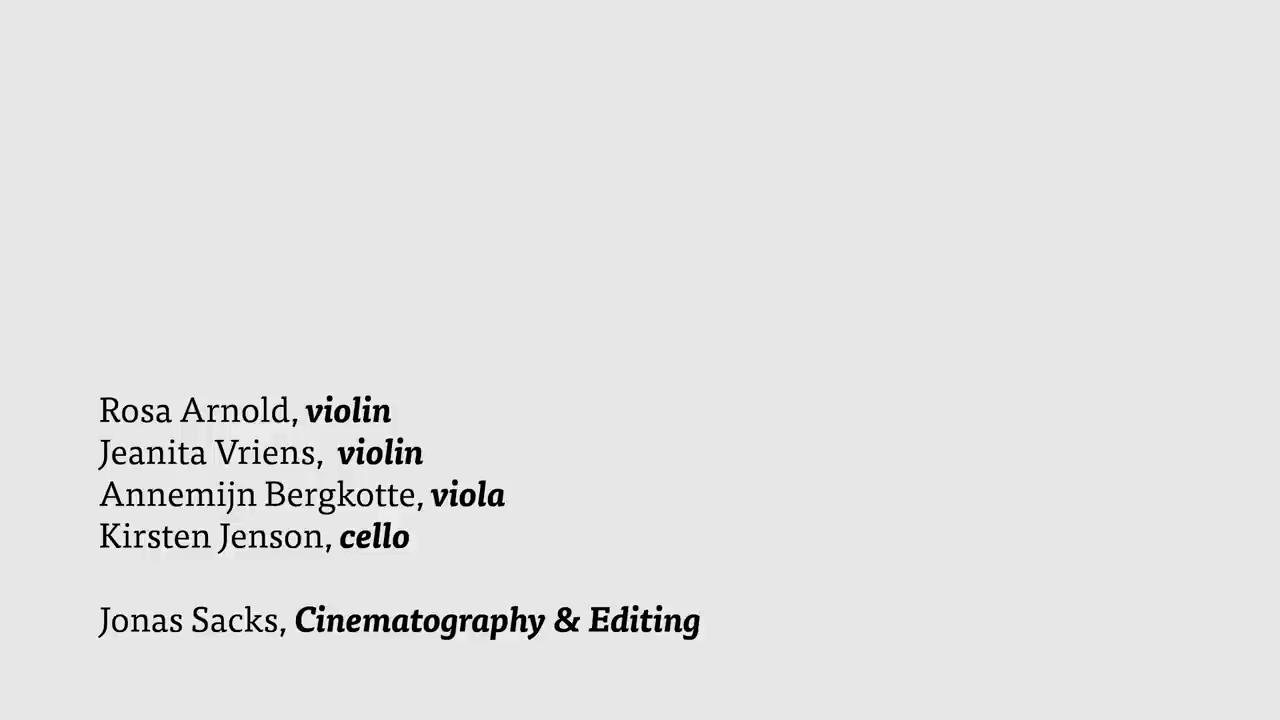 Rosa Arnold, violin
Jeanita Vriens, violin
Annemijn Bergkotte, viola
Kirsten Jenson, cello
Jonas Sacks, Cinematography & Editing